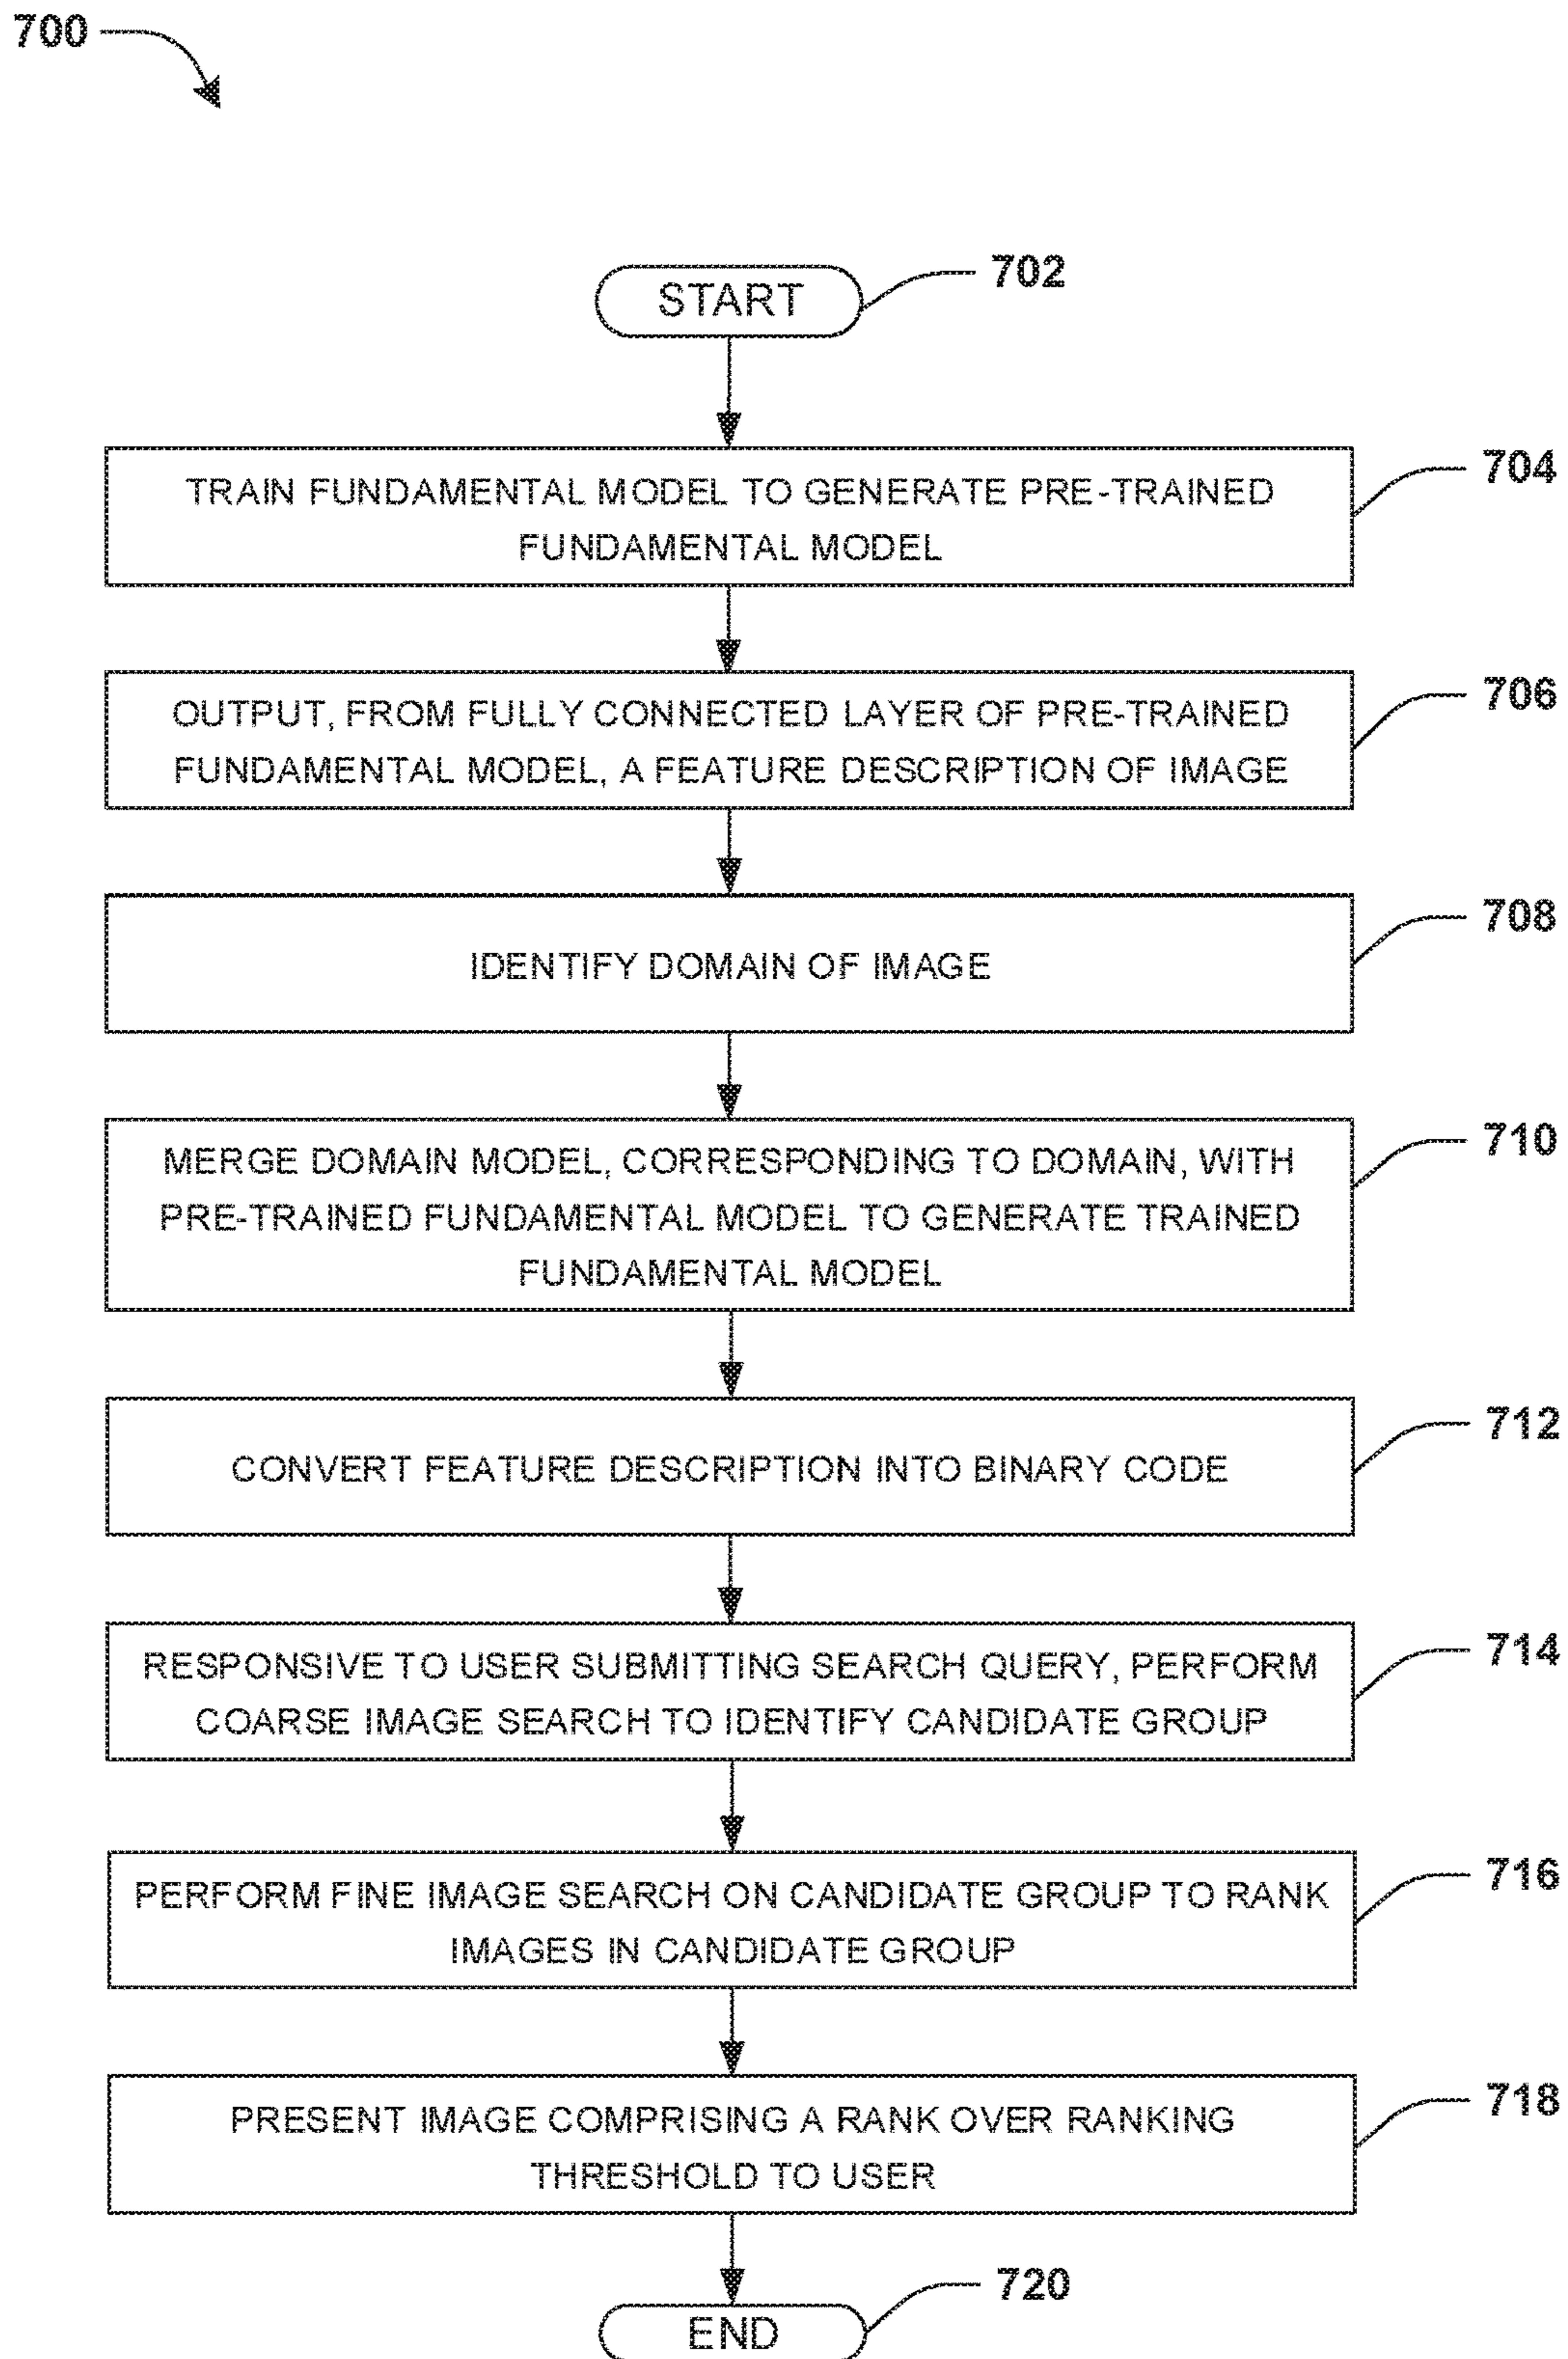 700
START
702
TRAIN FUNDAMENTAL MODEL TO GENERATE PRE-TRAINED
FUNDAMENTAL MODEL
704
OUTPUT, FROM FULLY CONNECTED LAYER OF PRE-TRAINED
FUNDAMENTAL MODEL, A FEATURE DESCRIPTION OF IMAGE
706
IDENTIFY DOMAIN OF IMAGE
708
MERGE DOMAIN MODEL, CORRESPONDING TO DOMAIN, WITH
PRE-TRAINED FUNDAMENTAL MODEL TO GENERATE TRAINED
FUNDAMENTAL MODEL
710
CONVERT FEATURE DESCRIPTION INTO BINARY CODE
712
RESPONSIVE TO USER SUBMITTING SEARCH QUERY, PERFORM
COARSE IMAGE SEARCH TO IDENTIFY CANDIDATE GROUP
714
PERFORM FINE IMAGE SEARCH ON CANDIDATE GROUP TO RANK
IMAGES IN CANDIDATE GROUP
716
PRESENT IMAGE COMPRISING A RANK OVER RANKING
THRESHOLD TO USER
718
END
720